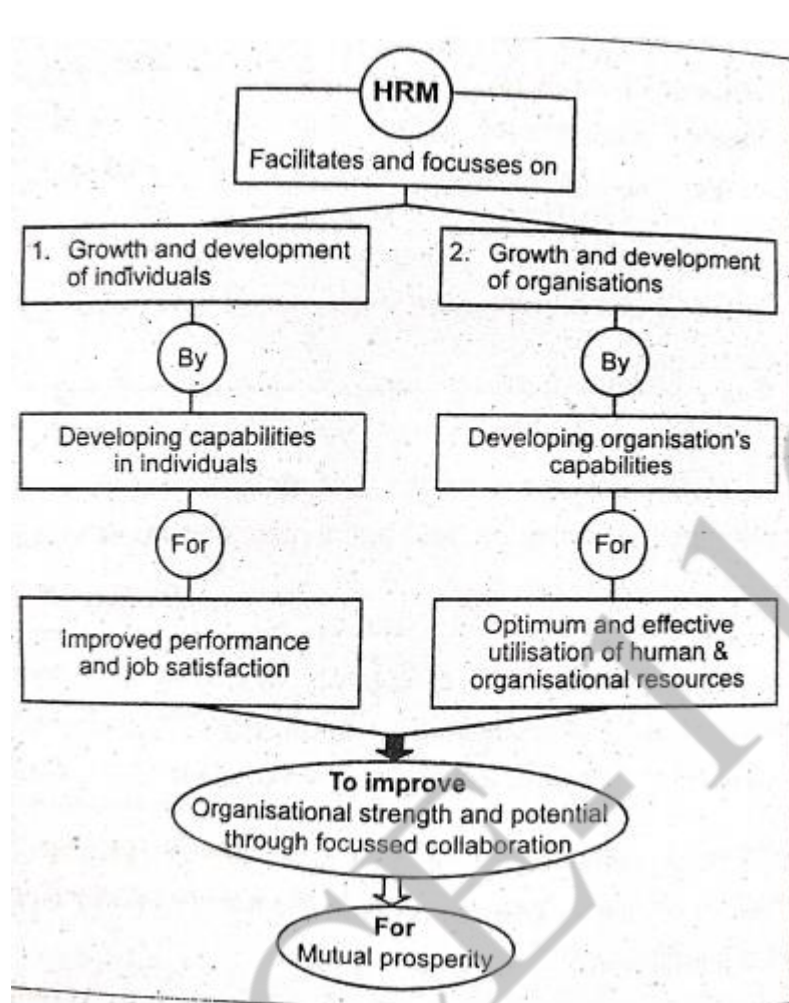 HRM
Facilitates and focusses on
1. Growth and development
of individuals
2. Growth and development
of organisations
By
By
Developing capabilities
in individuals
Developing organisation's
capabilities
For
For
Improved performance
and job satisfaction
Optimum and effective
utilisation of human &
organisational resources
To improve
Organisational strength and potential
through focussed collaboration
For
Mutual prosperity